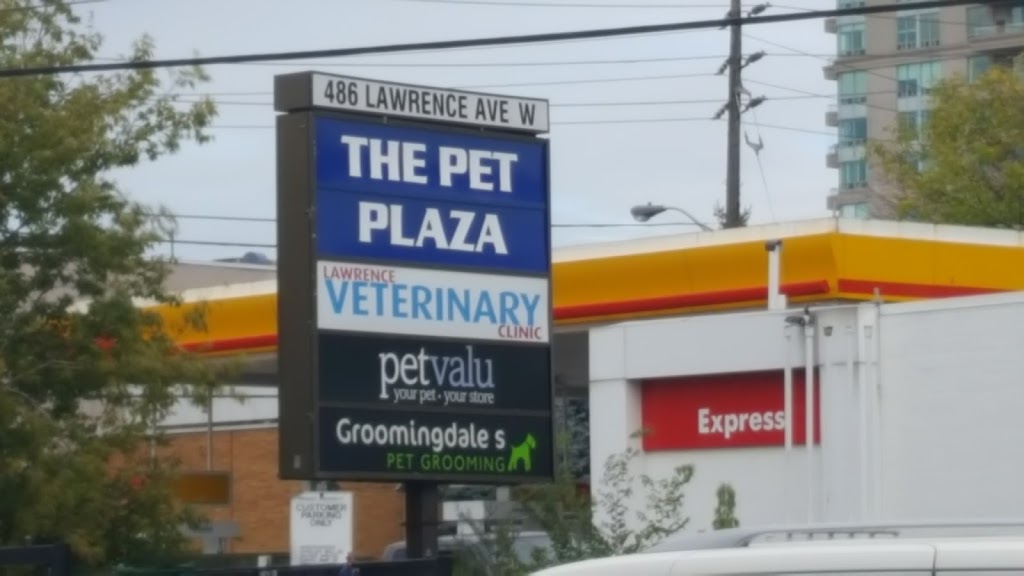 486 LAWRENCE AVE W
THE PET
PLAZA
LAWRENCE
VETERINARY
CLINIC
petvalu
your pet · your store
Groomingdale s
PET GROOMING
Express
CUSTOMER
PARKING
ONLY